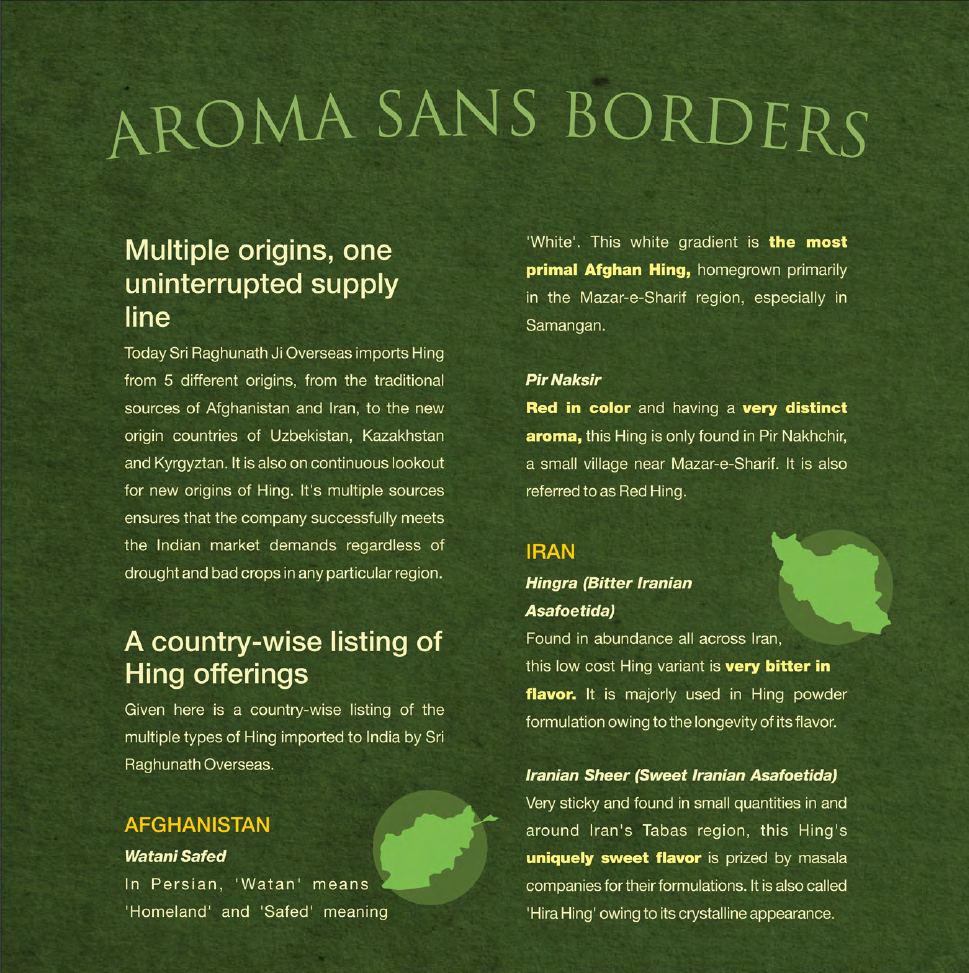 AROMA SANS BORDERS
Multiple origins, one
uninterrupted supply
line
Today Sri Raghunath Ji Overseas imports Hing
from 5 different origins, from the traditional
sources of Afghanistan and Iran, to the new
origin countries of Uzbekistan, Kazakhstan
and Kyrgyztan. It is also on continuous lookout
for new origins of Hing. It's multiple sources
ensures that the company successfully meets
the Indian market demands regardless of
drought and bad crops in any particular region.
A country-wise listing of
Hing offerings
Given here is a country-wise listing of the
multiple types of Hing imported to India by Sri
Raghunath Overseas.
AFGHANISTAN
Watani Safed
In Persian, 'Watan' means
'Homeland' and 'Safed' meaning
'White'. This white gradient is the most
primal Afghan Hing, homegrown primarily
in the Mazar-e-Sharif region, especially in
Samangan.
Pir Naksir
Red in color and having a very distinct
aroma, this Hing is only found in Pir Nakhchir,
a small village near Mazar-e-Sharif. It is also
referred to as Red Hing.
IRAN
Hingra (Bitter Iranian
Asafoetida)
Found in abundance all across Iran,
this low cost Hing variant is very bitter in
flavor. It is majorly used in Hing powder
formulation owing to the longevity of its flavor.
Iranian Sheer (Sweet Iranian Asafoetida)
Very sticky and found in small quantities in and
around Iran's Tabas region, this Hing's
uniquely sweet flavor is prized by masala
companies for their formulations. It is also called
'Hira Hing' owing to its crystalline appearance.